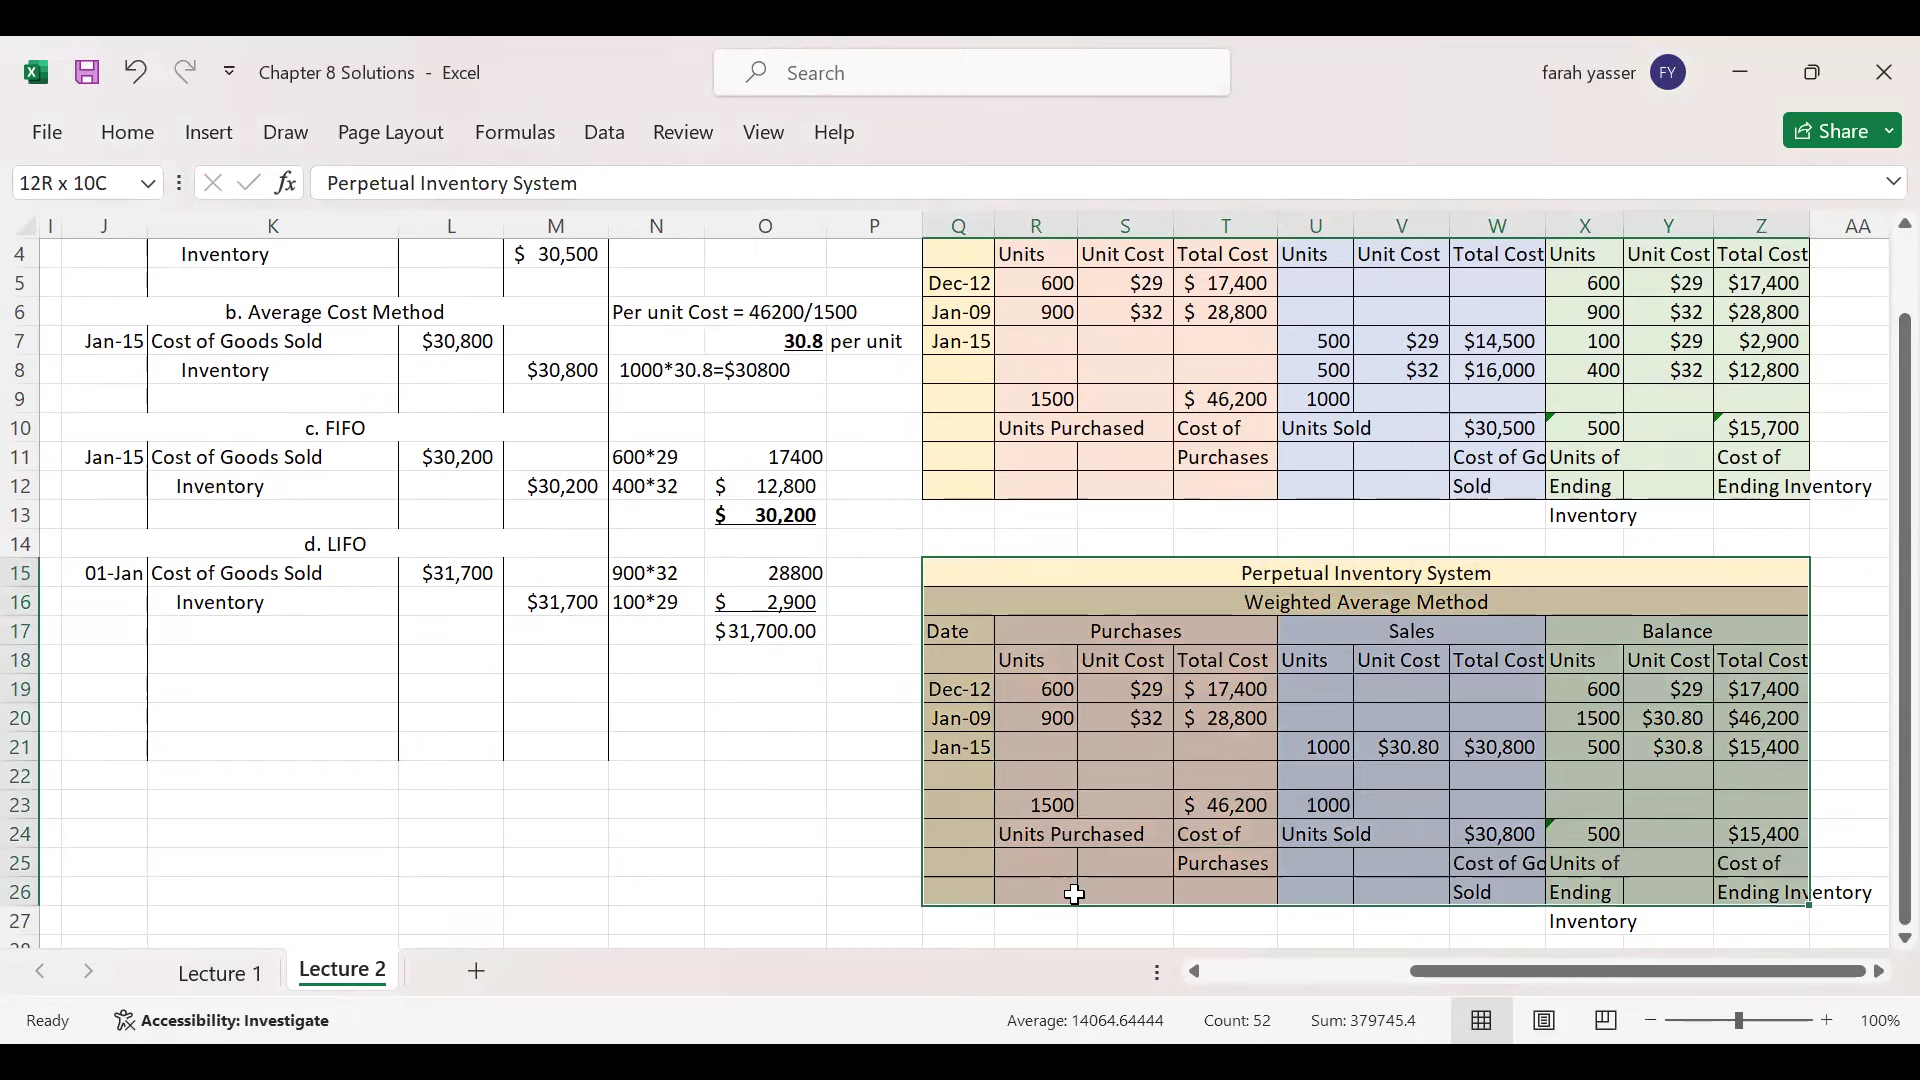 Chapter 8 Solutions - Excel
Search
farah yasser FY
File Home Insert Draw Page Layout Formulas Data Review View Help
Share
12R x 10C fx Perpetual Inventory System
I J K L M N O P Q R S T U V W X Y Z AA
4 Inventory $ 30,500 Units Unit Cost Total Cost Units Unit Cost Total Cost Units Unit Cost Total Cost
5 Dec-12 600 $29 $ 17,400 600 $29 $17,400
6 b. Average Cost Method Per unit Cost = 46200/1500 Jan-09 900 $32 $ 28,800 900 $32 $28,800
7 Jan-15 Cost of Goods Sold $30,800 30.8 per unit Jan-15 500 $29 $14,500 100 $29 $2,900
8 Inventory $30,800 1000*30.8=$30800 500 $32 $16,000 400 $32 $12,800
9 1500 $ 46,200 1000
10 c. FIFO Units Purchased Cost of Units Sold $30,500 500 $15,700
11 Jan-15 Cost of Goods Sold $30,200 600*29 17400 Purchases Cost of Go Units of Cost of
12 Inventory $30,200 400*32 $ 12,800 Sold Ending Ending Inventory
13 $ 30,200 Inventory
14 d. LIFO
15 01-Jan Cost of Goods Sold $31,700 900*32 28800 Perpetual Inventory System
16 Inventory $31,700 100*29 $ 2,900 Weighted Average Method
17 $31,700.00 Date Purchases Sales Balance
18 Units Unit Cost Total Cost Units Unit Cost Total Cost Units Unit Cost Total Cost
19 Dec-12 600 $29 $ 17,400 600 $29 $17,400
20 Jan-09 900 $32 $ 28,800 1500 $30.80 $46,200
21 Jan-15 1000 $30.80 $30,800 500 $30.8 $15,400
22
23 1500 $ 46,200 1000
24 Units Purchased Cost of Units Sold $30,800 500 $15,400
25 Purchases Cost of Go Units of Cost of
26 Sold Ending Ending Inventory
27 Inventory
28
Lecture 1 Lecture 2
Ready Accessibility: Investigate Average: 14064.64444 Count: 52 Sum: 379745.4 100%